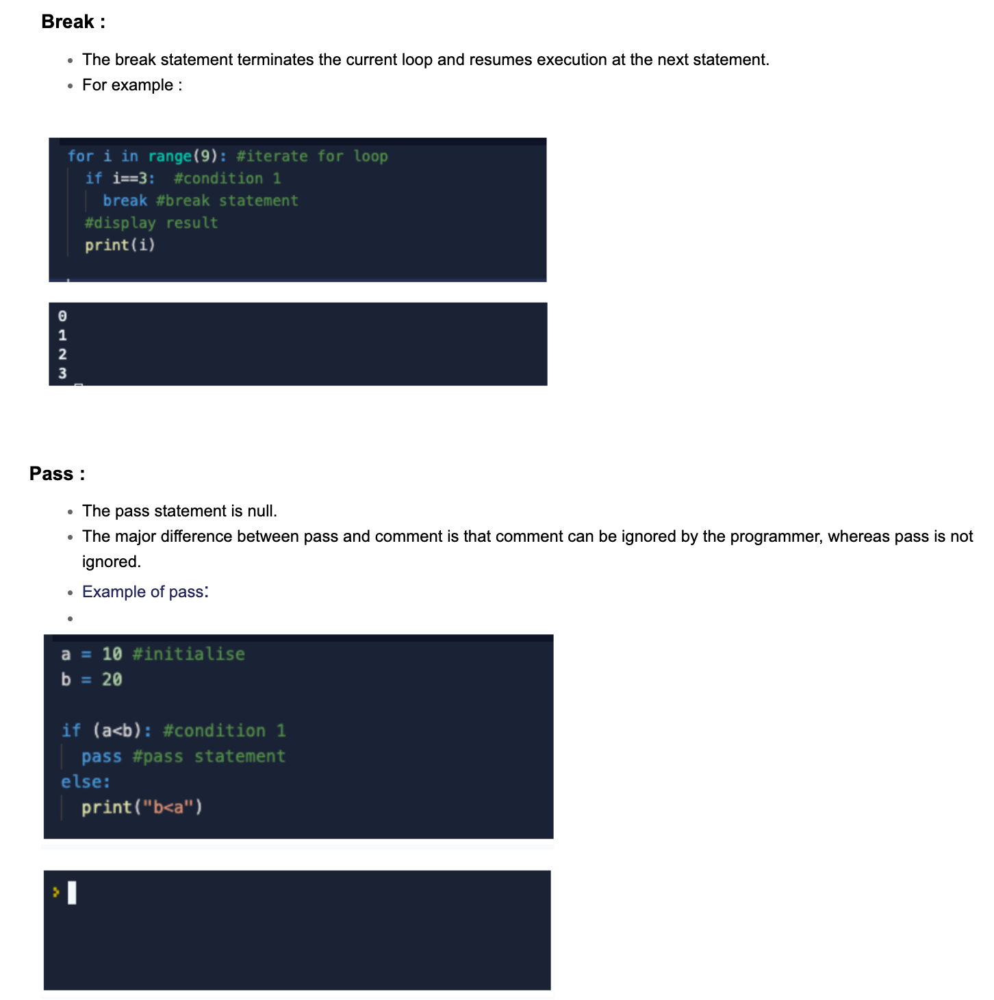 Break :
The break statement terminates the current loop and resumes execution at the next statement.
For example :
for i in range(9): #iterate for loop
if i==3:  #condition 1
break #break statement
#display result
print(i)
0
1
2
3
Pass :
The pass statement is null.
The major difference between pass and comment is that comment can be ignored by the programmer, whereas pass is not
ignored.
Example of pass:
a = 10 #initialise
b = 20
if (a<b): #condition 1
pass #pass statement
else:
print("b<a")
>